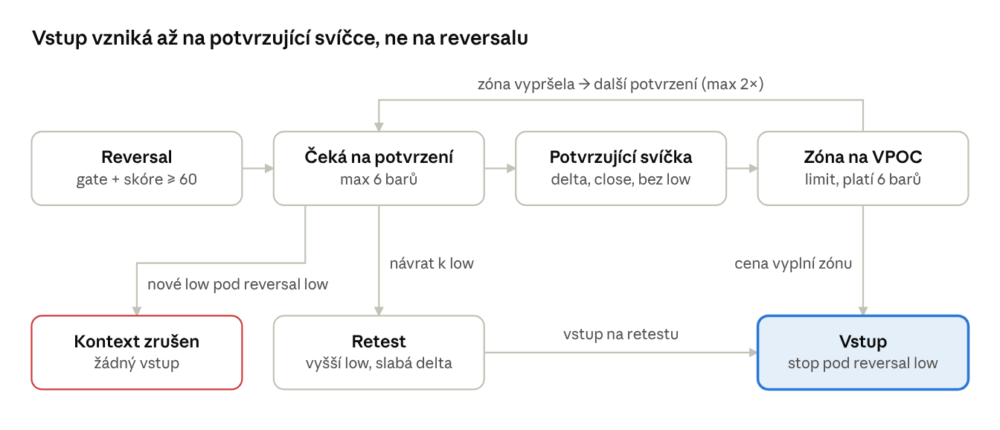 Vstup vzniká až na potvrzující svíčce, ne na reversalu
zóna vypršela → další potvrzení (max 2×)
Reversal
gate + skóre ≥ 60
Čeká na potvrzení
max 6 barů
Potvrzující svíčka
delta, close, bez low
Zóna na VPOC
limit, platí 6 barů
návrat k low
cena vyplní zónu
nové low pod reversal low
Kontext zrušen
žádný vstup
Retest
vyšší low, slabá delta
vstup na retestu
Vstup
stop pod reversal low